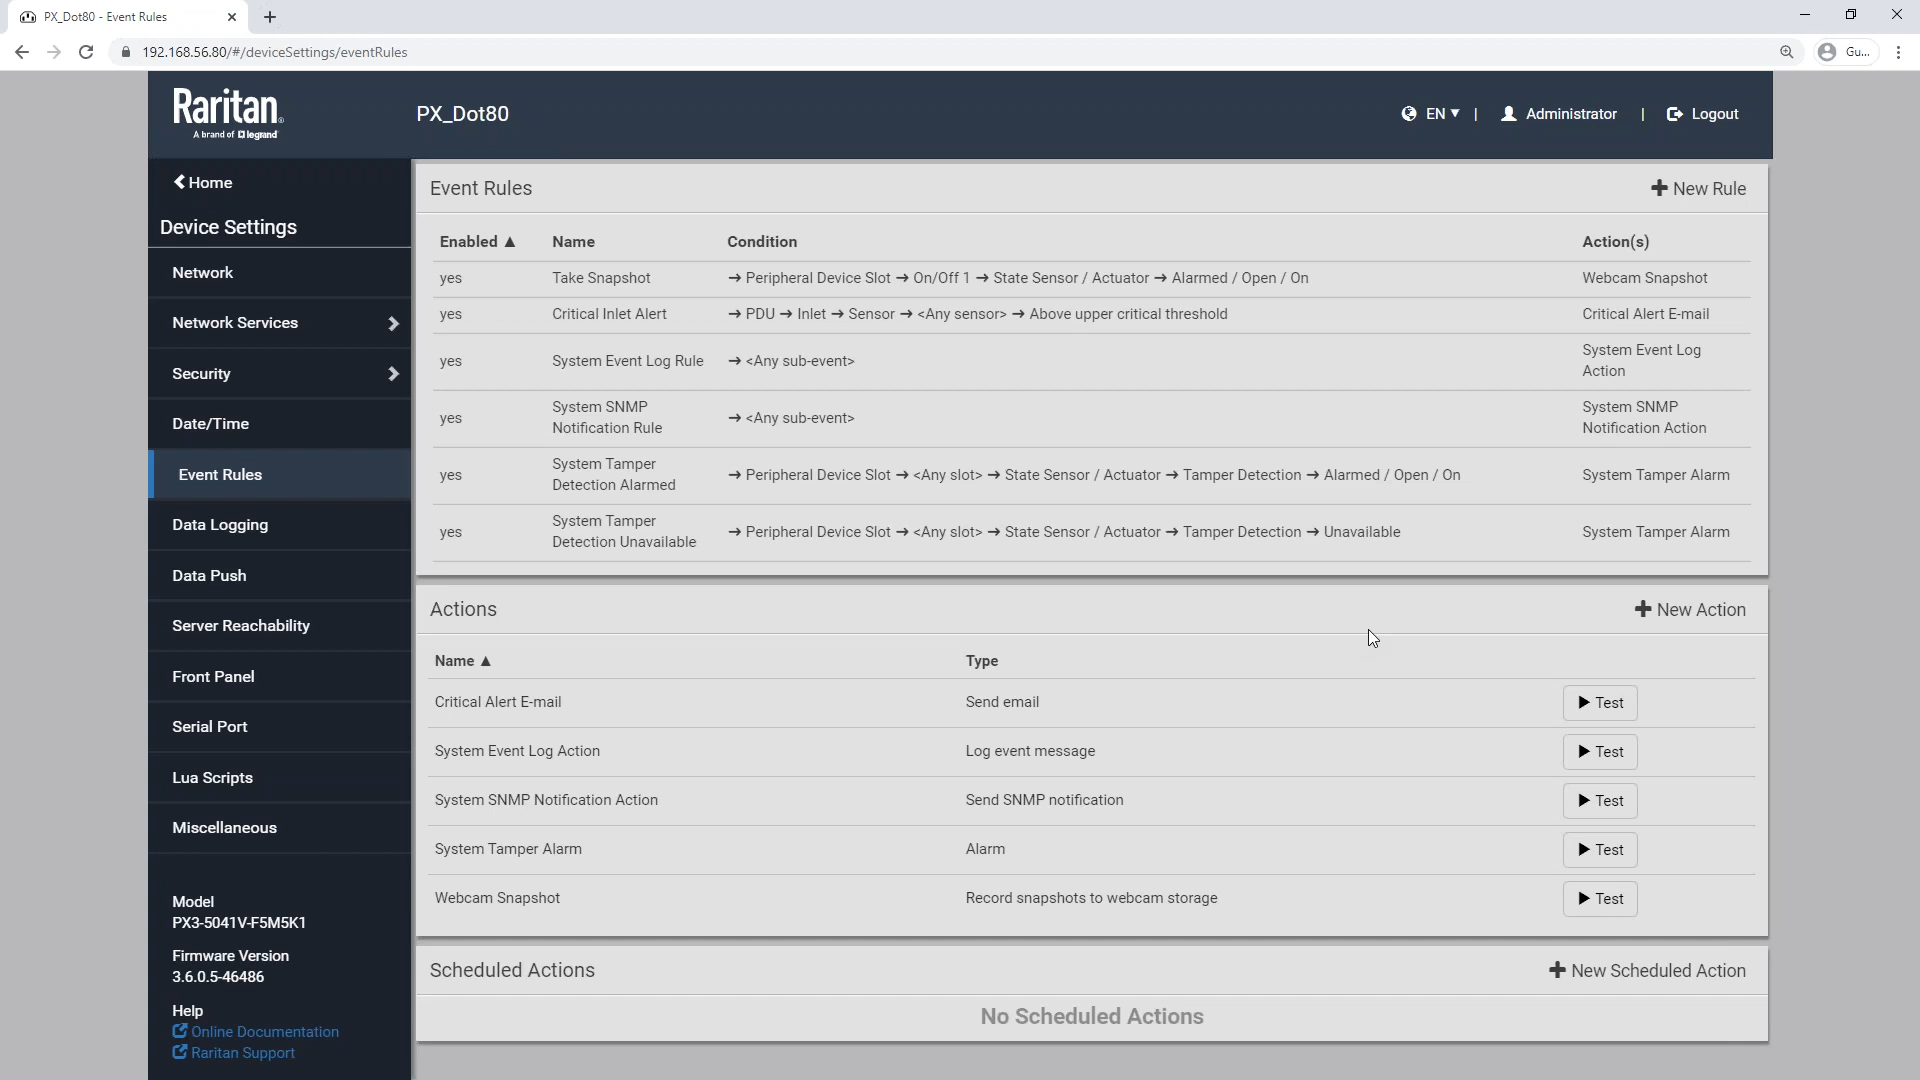 PX_Dot80 - Event Rules
192.168.56.80/#/deviceSettings/eventRules
Gu...
Raritan.
A brand of legrand
PX_Dot80
EN
|
Administrator
|
Logout
Home
Device Settings
Network
Network Services
Security
Date/Time
Event Rules
Data Logging
Data Push
Server Reachability
Front Panel
Serial Port
Lua Scripts
Miscellaneous
Model
PX3-5041V-F5M5K1
Firmware Version
3.6.0.5-46486
Help
Online Documentation
Raritan Support
Event Rules
New Rule
Enabled ▲ Name Condition Action(s)
yes Take Snapshot → Peripheral Device Slot → On/Off 1 → State Sensor / Actuator → Alarmed / Open / On Webcam Snapshot
yes Critical Inlet Alert → PDU → Inlet → Sensor → <Any sensor> → Above upper critical threshold Critical Alert E-mail
yes System Event Log Rule → <Any sub-event> System Event Log
Action
yes System SNMP
Notification Rule → <Any sub-event> System SNMP
Notification Action
yes System Tamper
Detection Alarmed → Peripheral Device Slot → <Any slot> → State Sensor / Actuator → Tamper Detection → Alarmed / Open / On System Tamper Alarm
yes System Tamper
Detection Unavailable → Peripheral Device Slot → <Any slot> → State Sensor / Actuator → Tamper Detection → Unavailable System Tamper Alarm
Actions
New Action
Name ▲ Type
Critical Alert E-mail Send email Test
System Event Log Action Log event message Test
System SNMP Notification Action Send SNMP notification Test
System Tamper Alarm Alarm Test
Webcam Snapshot Record snapshots to webcam storage Test
Scheduled Actions
New Scheduled Action
No Scheduled Actions